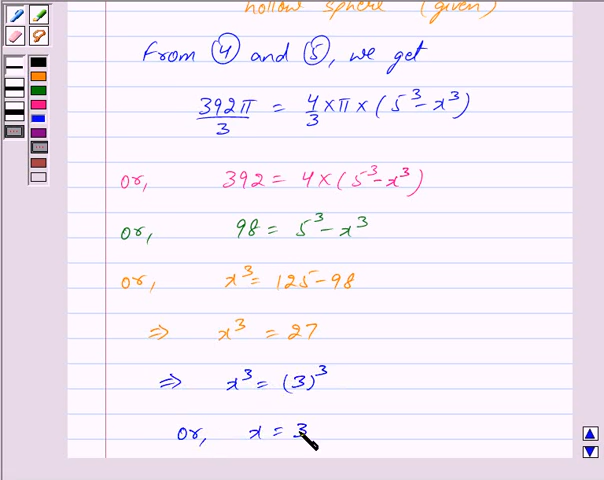 hollow sphere (given)
From ④ and ⑤, we get
392π/3 = 4/3 × π × (5³ - x³)
or, 392 = 4 × (5³ - x³)
or, 98 = 5³ - x³
or, x³ = 125 - 98
⇒ x³ = 27
⇒ x³ = (3)³
or, x = 3